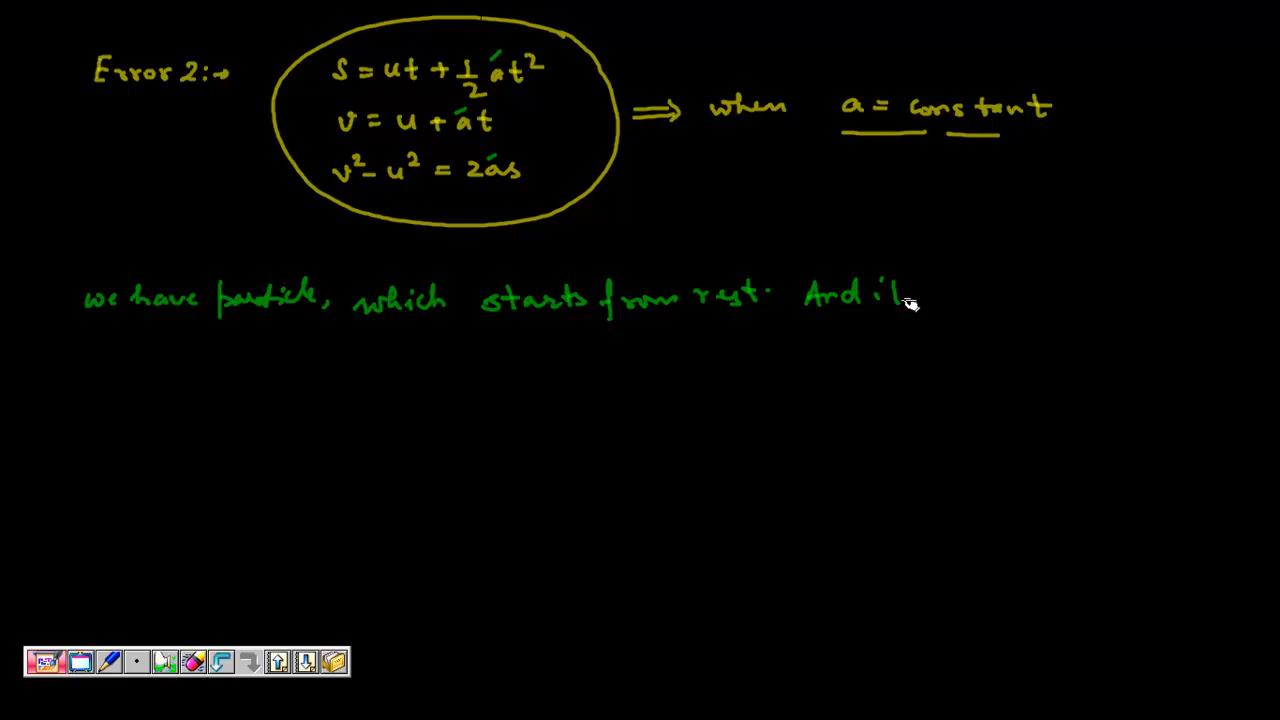 Error 2:→
S = ut + 1/2 at²
v = u + at
v² - u² = 2as
⟹ when a = constant
we have particle, which starts from rest. And